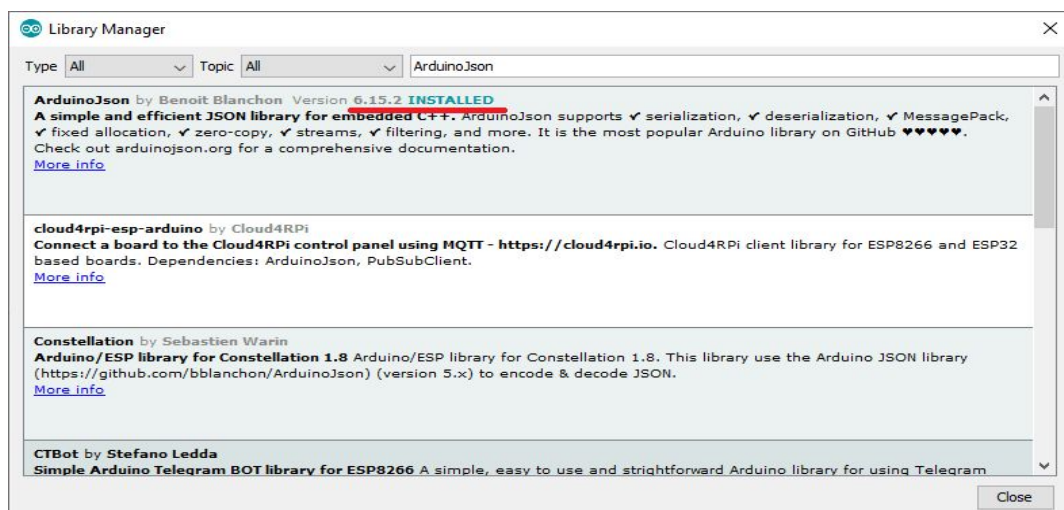 Library Manager
Type All Topic All ArduinoJson
ArduinoJson by Benoit Blanchon Version 6.15.2 INSTALLED
A simple and efficient JSON library for embedded C++. ArduinoJson supports ✔ serialization, ✔ deserialization, ✔ MessagePack,
✔ fixed allocation, ✔ zero-copy, ✔ streams, ✔ filtering, and more. It is the most popular Arduino library on GitHub ♥♥♥♥♥.
Check out arduinojson.org for a comprehensive documentation.
More info
cloud4rpi-esp-arduino by Cloud4RPi
Connect a board to the Cloud4RPi control panel using MQTT - https://cloud4rpi.io. Cloud4RPi client library for ESP8266 and ESP32
based boards. Dependencies: ArduinoJson, PubSubClient.
More info
Constellation by Sebastien Warin
Arduino/ESP library for Constellation 1.8 Arduino/ESP library for Constellation 1.8. This library use the Arduino JSON library
(https://github.com/bblanchon/ArduinoJson) (version 5.x) to encode & decode JSON.
More info
CTBot by Stefano Ledda
Simple Arduino Telegram BOT library for ESP8266 A simple, easy to use and strightforward Arduino library for using Telegram
Close